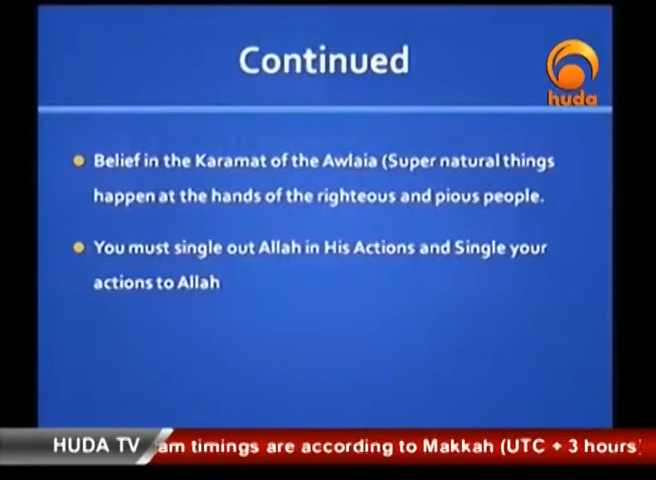 Continued
huda
Belief in the Karamat of the Awlaia (Super natural things
happen at the hands of the righteous and pious people.
You must single out Allah in His Actions and Single your
actions to Allah
HUDA TV
am timings are according to Makkah (UTC + 3 hours)